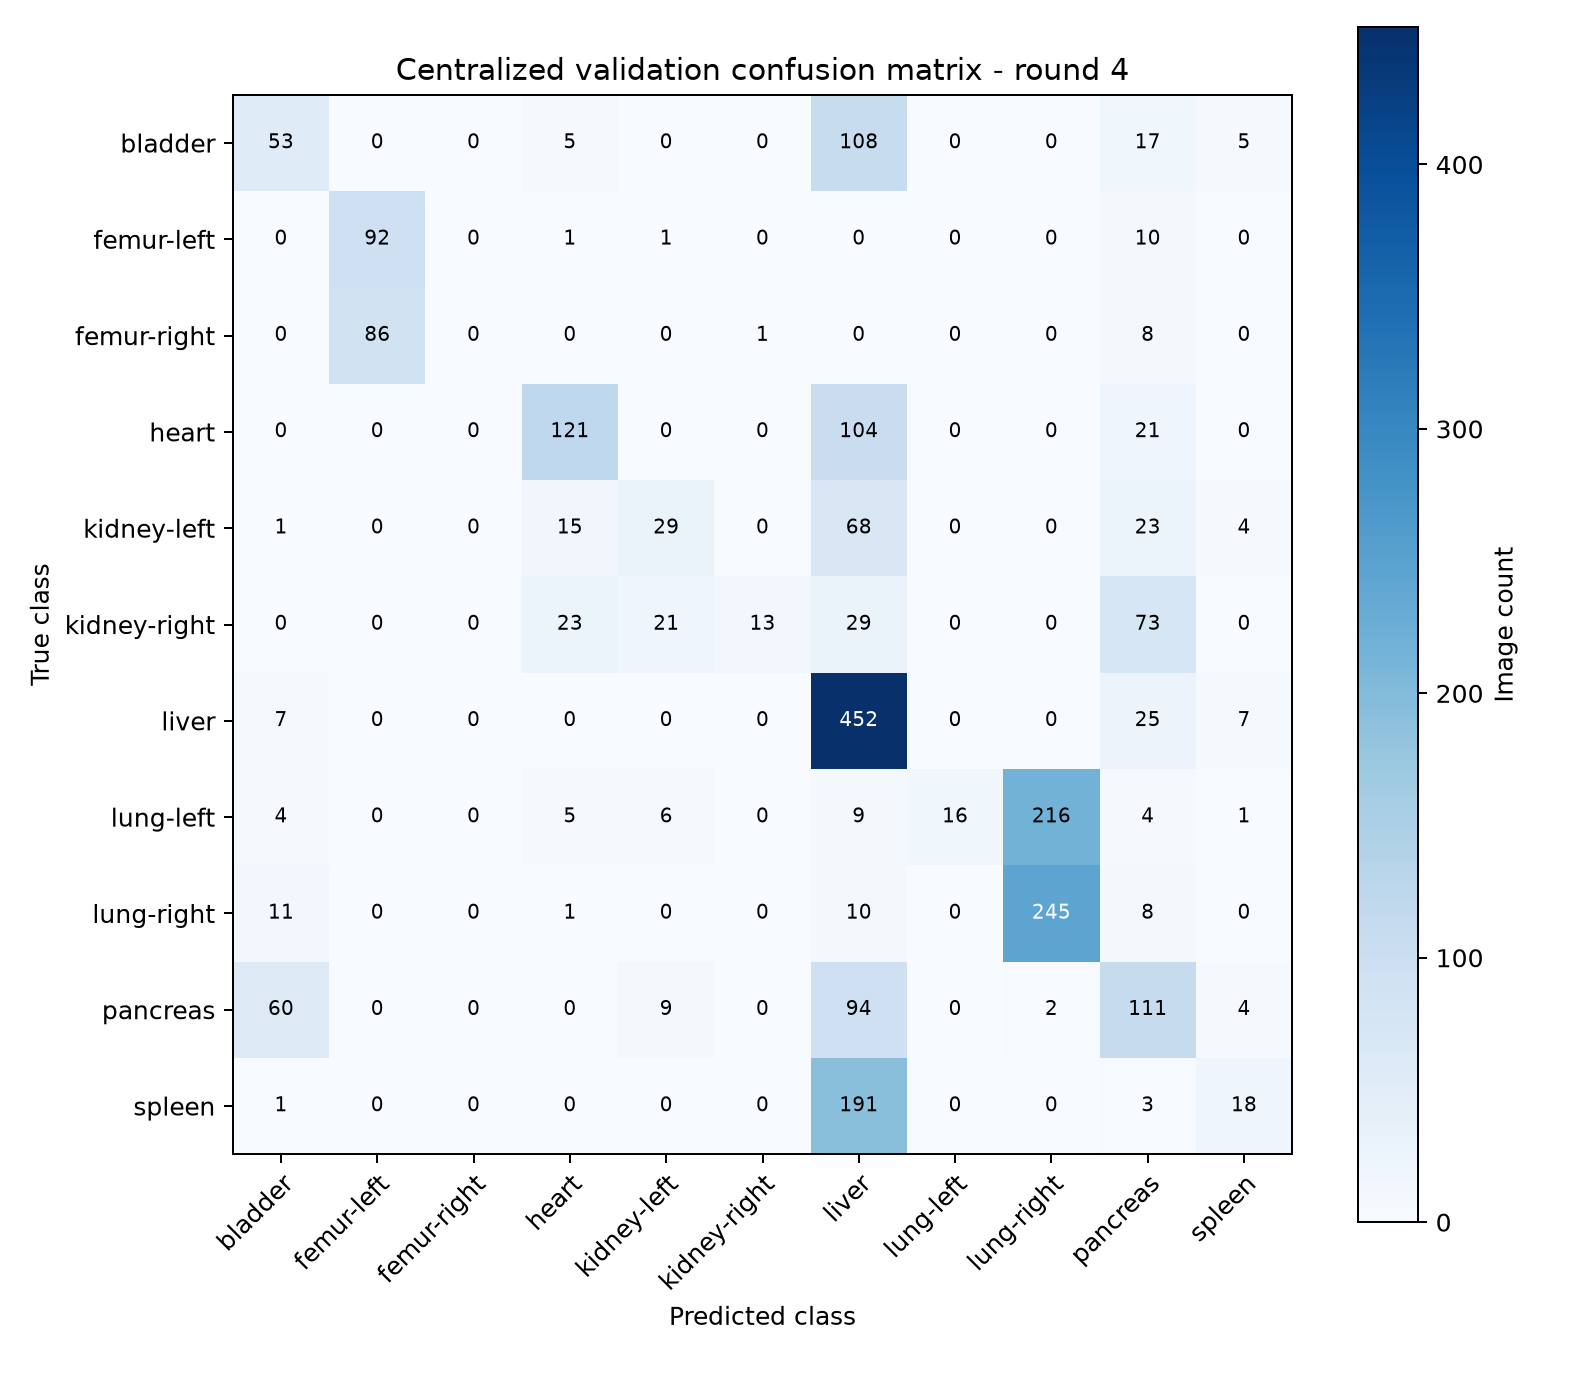 Centralized validation confusion matrix - round 4
bladder 53 0 0 5 0 0 108 0 0 17 5
femur-left 0 92 0 1 1 0 0 0 0 10 0
femur-right 0 86 0 0 0 1 0 0 0 8 0
heart 0 0 0 121 0 0 104 0 0 21 0
kidney-left 1 0 0 15 29 0 68 0 0 23 4
kidney-right 0 0 0 23 21 13 29 0 0 73 0
liver 7 0 0 0 0 0 452 0 0 25 7
lung-left 4 0 0 5 6 0 9 16 216 4 1
lung-right 11 0 0 1 0 0 10 0 245 8 0
pancreas 60 0 0 0 9 0 94 0 2 111 4
spleen 1 0 0 0 0 0 191 0 0 3 18
bladder femur-left femur-right heart kidney-left kidney-right liver lung-left lung-right pancreas spleen
Predicted class
True class
400
300
200
100
0
Image count